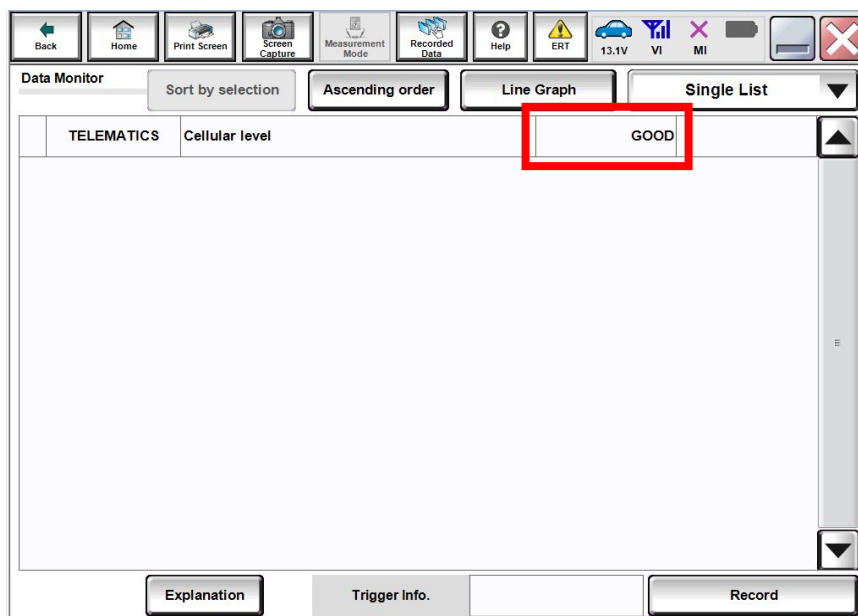 Back
Home
Print Screen
Screen
Capture
Measurement
Mode
Recorded
Data
Help
ERT
13.1V
VI
MI
Data Monitor
Sort by selection
Ascending order
Line Graph
Single List
TELEMATICS
Cellular level
GOOD
Explanation
Trigger Info.
Record